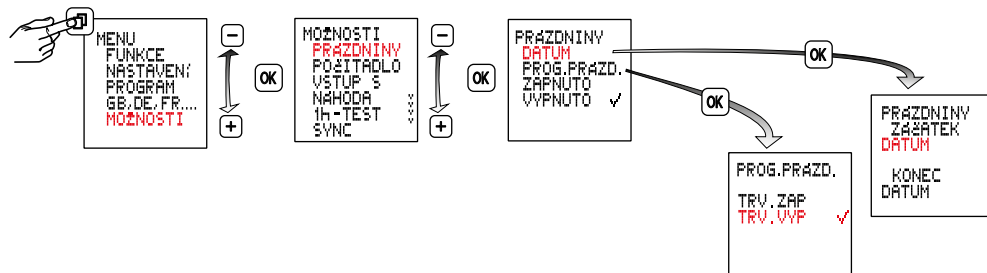 MENU
FUNKCE
NASTAVENÍ
PROGRAM
GB,DE,FR....
MOŽNOSTI
−
+
OK
MOŽNOSTI
PRÁZDNINY
POČÍTADLO
VSTUP S
NÁHODA
1h-TEST
SYNC
−
+
OK
PRÁZDNINY
DATUM
PROG.PRÁZD.
ZAPNUTO
VYPNUTO ✓
OK
OK
PROG.PRÁZD.
TRV.ZAP
TRV.VYP ✓
PRÁZDNINY
ZAČÁTEK
DATUM
KONEC
DATUM